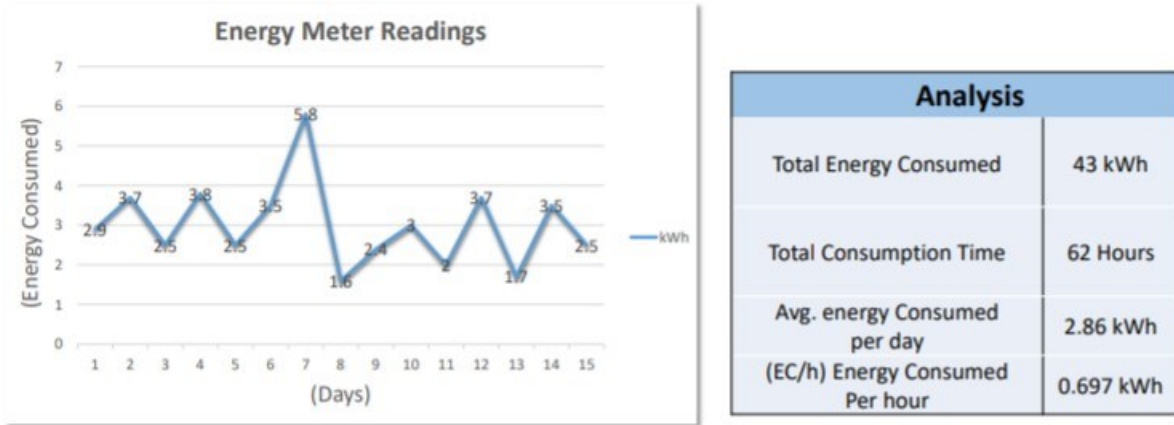 Energy Meter Readings
7
6
5
4
3
2
1
0
(Energy Consumed)
2.9
3.7
2.5
3.8
2.5
3.5
5.8
1.6
2.4
3
2
3.7
1.7
3.5
2.5
1 2 3 4 5 6 7 8 9 10 11 12 13 14 15
(Days)
kWh
Analysis
Total Energy Consumed 43 kWh
Total Consumption Time 62 Hours
Avg. energy Consumed
per day 2.86 kWh
(EC/h) Energy Consumed
Per hour 0.697 kWh